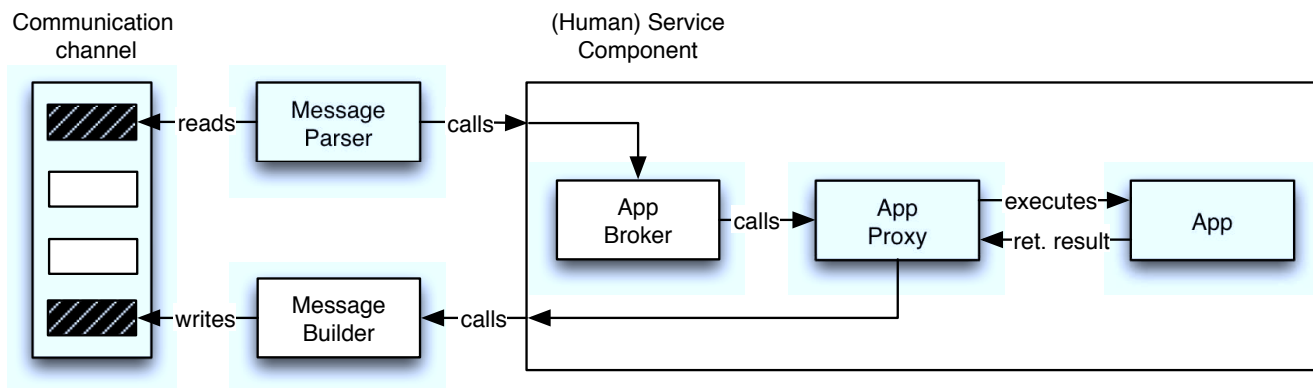 Communication
channel
(Human) Service
Component
reads
Message
Parser
calls
App
Broker
calls
App
Proxy
executes
ret. result
App
writes
Message
Builder
calls